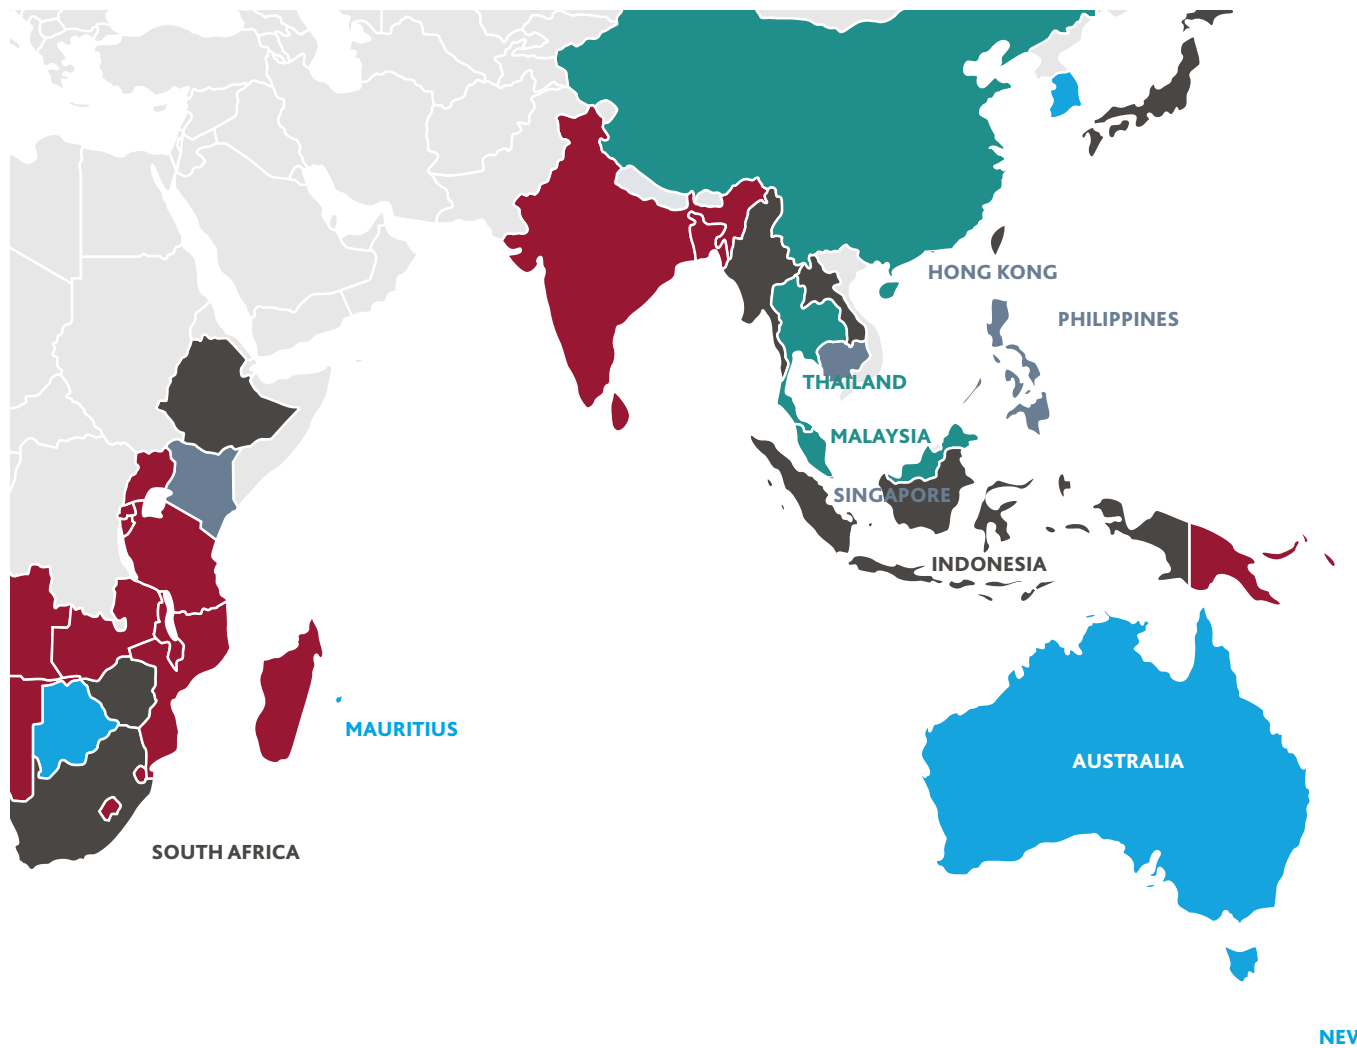 HONG KONG
PHILIPPINES
THAILAND
MALAYSIA
SINGAPORE
INDONESIA
MAURITIUS
AUSTRALIA
SOUTH AFRICA